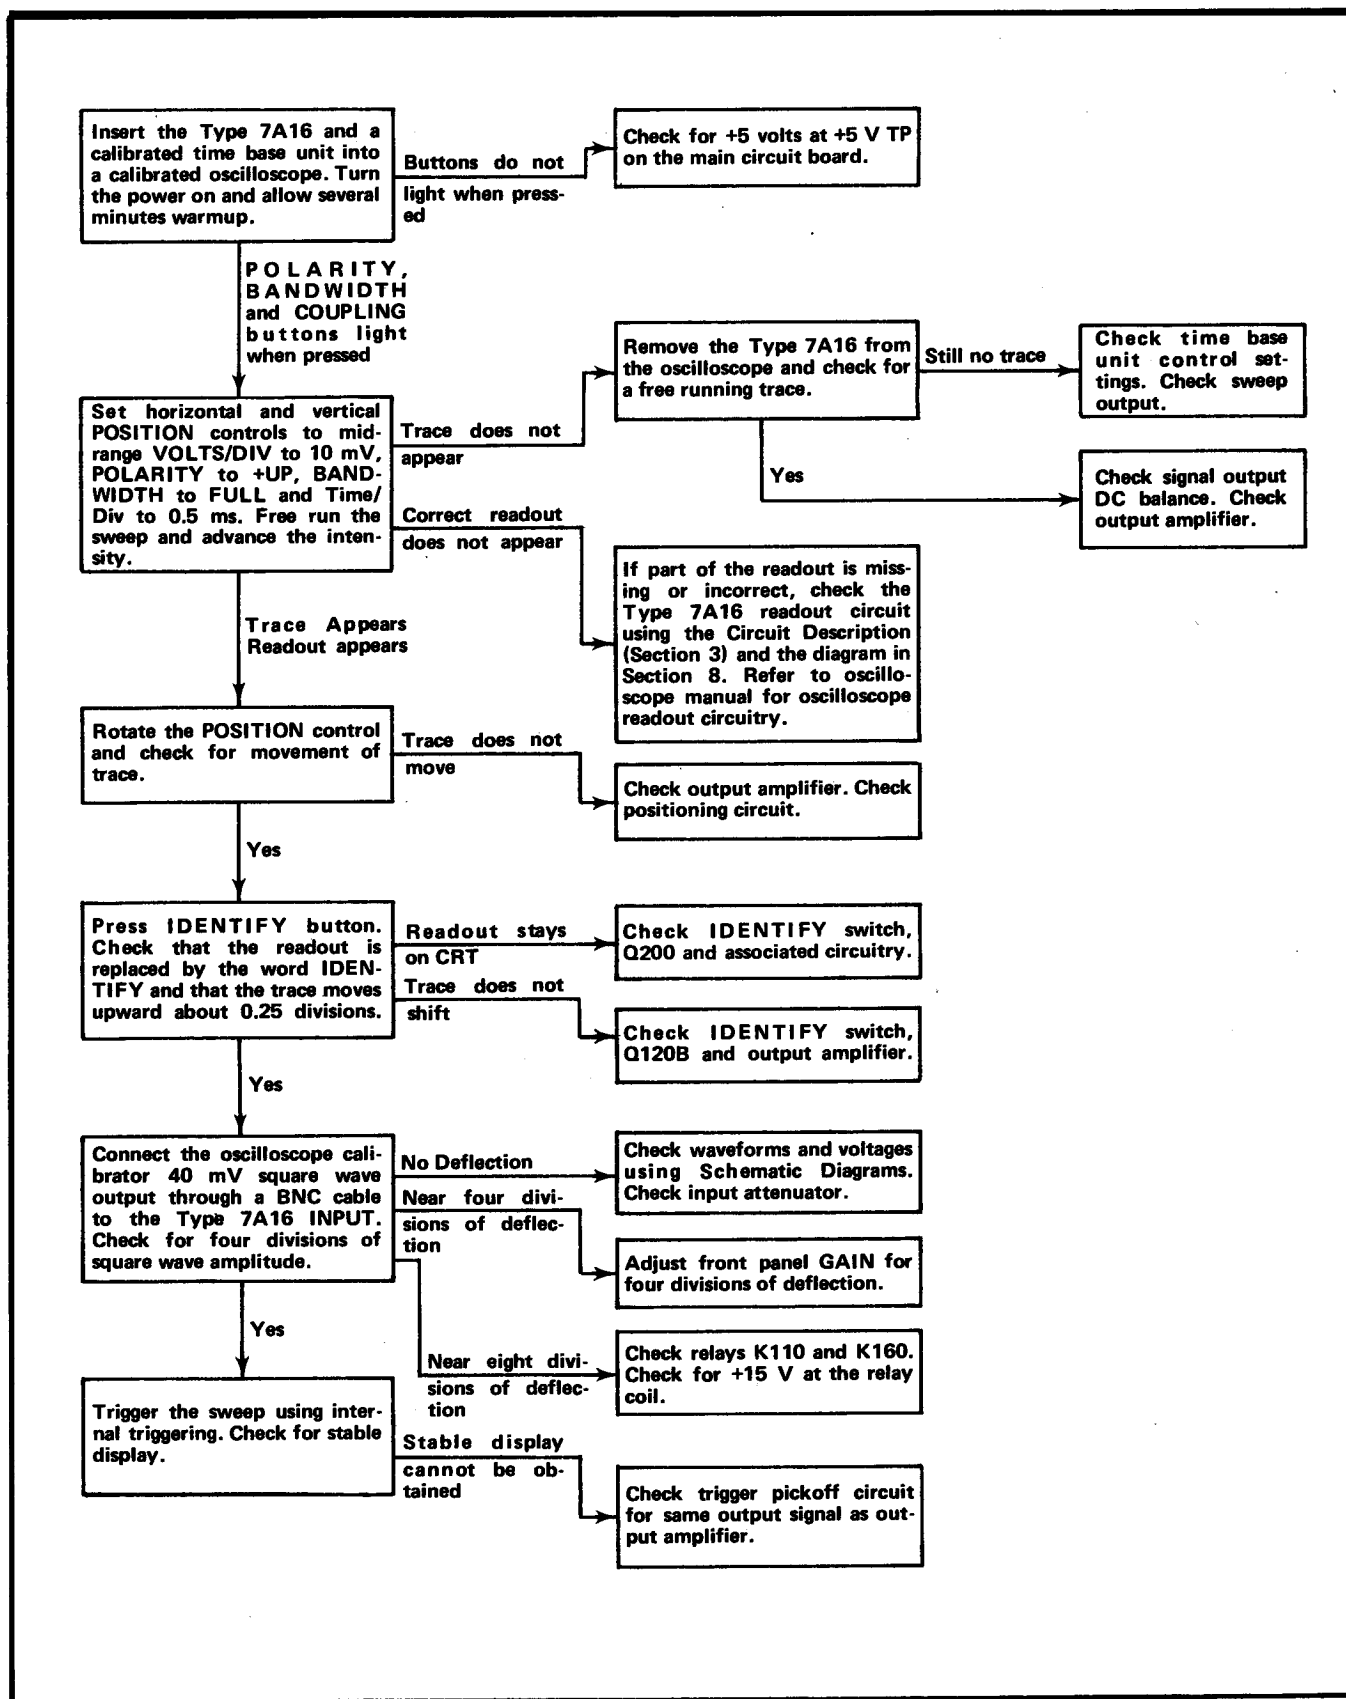 Insert the Type 7A16 and a
calibrated time base unit into
a calibrated oscilloscope. Turn
the power on and allow several
minutes warmup.
Buttons do not
light when press-
ed
Check for +5 volts at +5 V TP
on the main circuit board.
POLARITY,
BANDWIDTH
and COUPLING
buttons light
when pressed
Set horizontal and vertical
POSITION controls to mid-
range VOLTS/DIV to 10 mV,
POLARITY to +UP, BAND-
WIDTH to FULL and Time/
Div to 0.5 ms. Free run the
sweep and advance the inten-
sity.
Trace does not
appear
Remove the Type 7A16 from
the oscilloscope and check for
a free running trace.
Still no trace
Check time base
unit control set-
tings. Check sweep
output.
Yes
Check signal output
DC balance. Check
output amplifier.
Correct readout
does not appear
If part of the readout is miss-
ing or incorrect, check the
Type 7A16 readout circuit
using the Circuit Description
(Section 3) and the diagram in
Section 8. Refer to oscillo-
scope manual for oscilloscope
readout circuitry.
Trace Appears
Readout appears
Rotate the POSITION control
and check for movement of
trace.
Trace does not
move
Check output amplifier. Check
positioning circuit.
Yes
Press IDENTIFY button.
Check that the readout is
replaced by the word IDEN-
TIFY and that the trace moves
upward about 0.25 divisions.
Readout stays
on CRT
Check IDENTIFY switch,
Q200 and associated circuitry.
Trace does not
shift
Check IDENTIFY switch,
Q120B and output amplifier.
Yes
Connect the oscilloscope cali-
brator 40 mV square wave
output through a BNC cable
to the Type 7A16 INPUT.
Check for four divisions of
square wave amplitude.
No Deflection
Check waveforms and voltages
using Schematic Diagrams.
Check input attenuator.
Near four divi-
sions of deflec-
tion
Adjust front panel GAIN for
four divisions of deflection.
Near eight divi-
sions of deflec-
tion
Check relays K110 and K160.
Check for +15 V at the relay
coil.
Yes
Trigger the sweep using inter-
nal triggering. Check for stable
display.
Stable display
cannot be ob-
tained
Check trigger pickoff circuit
for same output signal as out-
put amplifier.